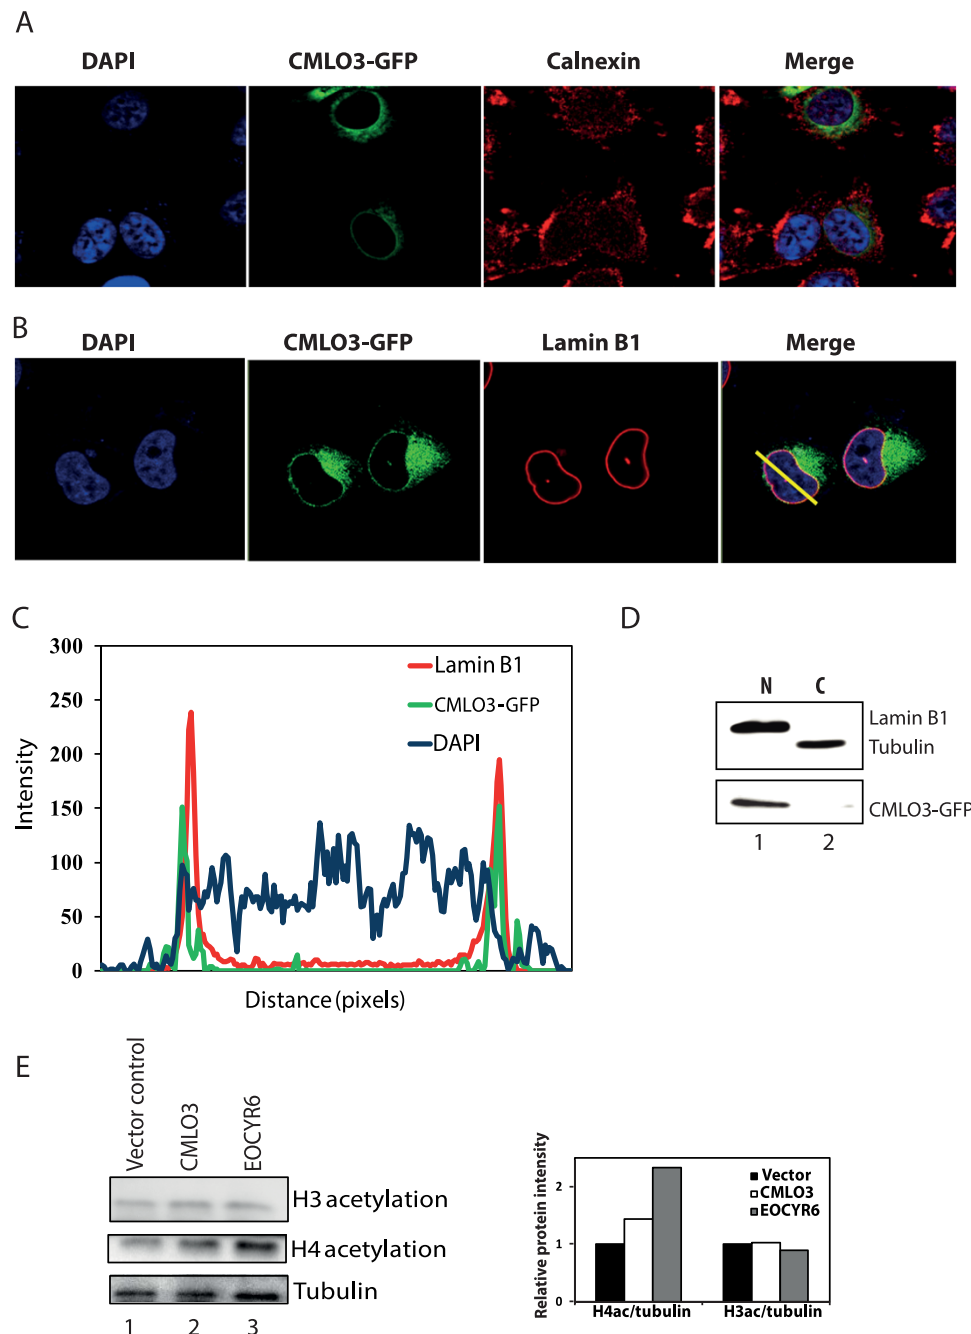 A
DAPI CMLO3-GFP Calnexin Merge
B
DAPI CMLO3-GFP Lamin B1 Merge
C
300
250
200
150
100
50
0
Intensity
Distance (pixels)
Lamin B1
CMLO3-GFP
DAPI
D
N C
Lamin B1
Tubulin
CMLO3-GFP
1 2
E
Vector control
CMLO3
EOCYR6
H3 acetylation
H4 acetylation
Tubulin
1 2 3
Relative protein intensity
2
1
0
Vector
CMLO3
EOCYR6
H4ac/tubulin H3ac/tubulin